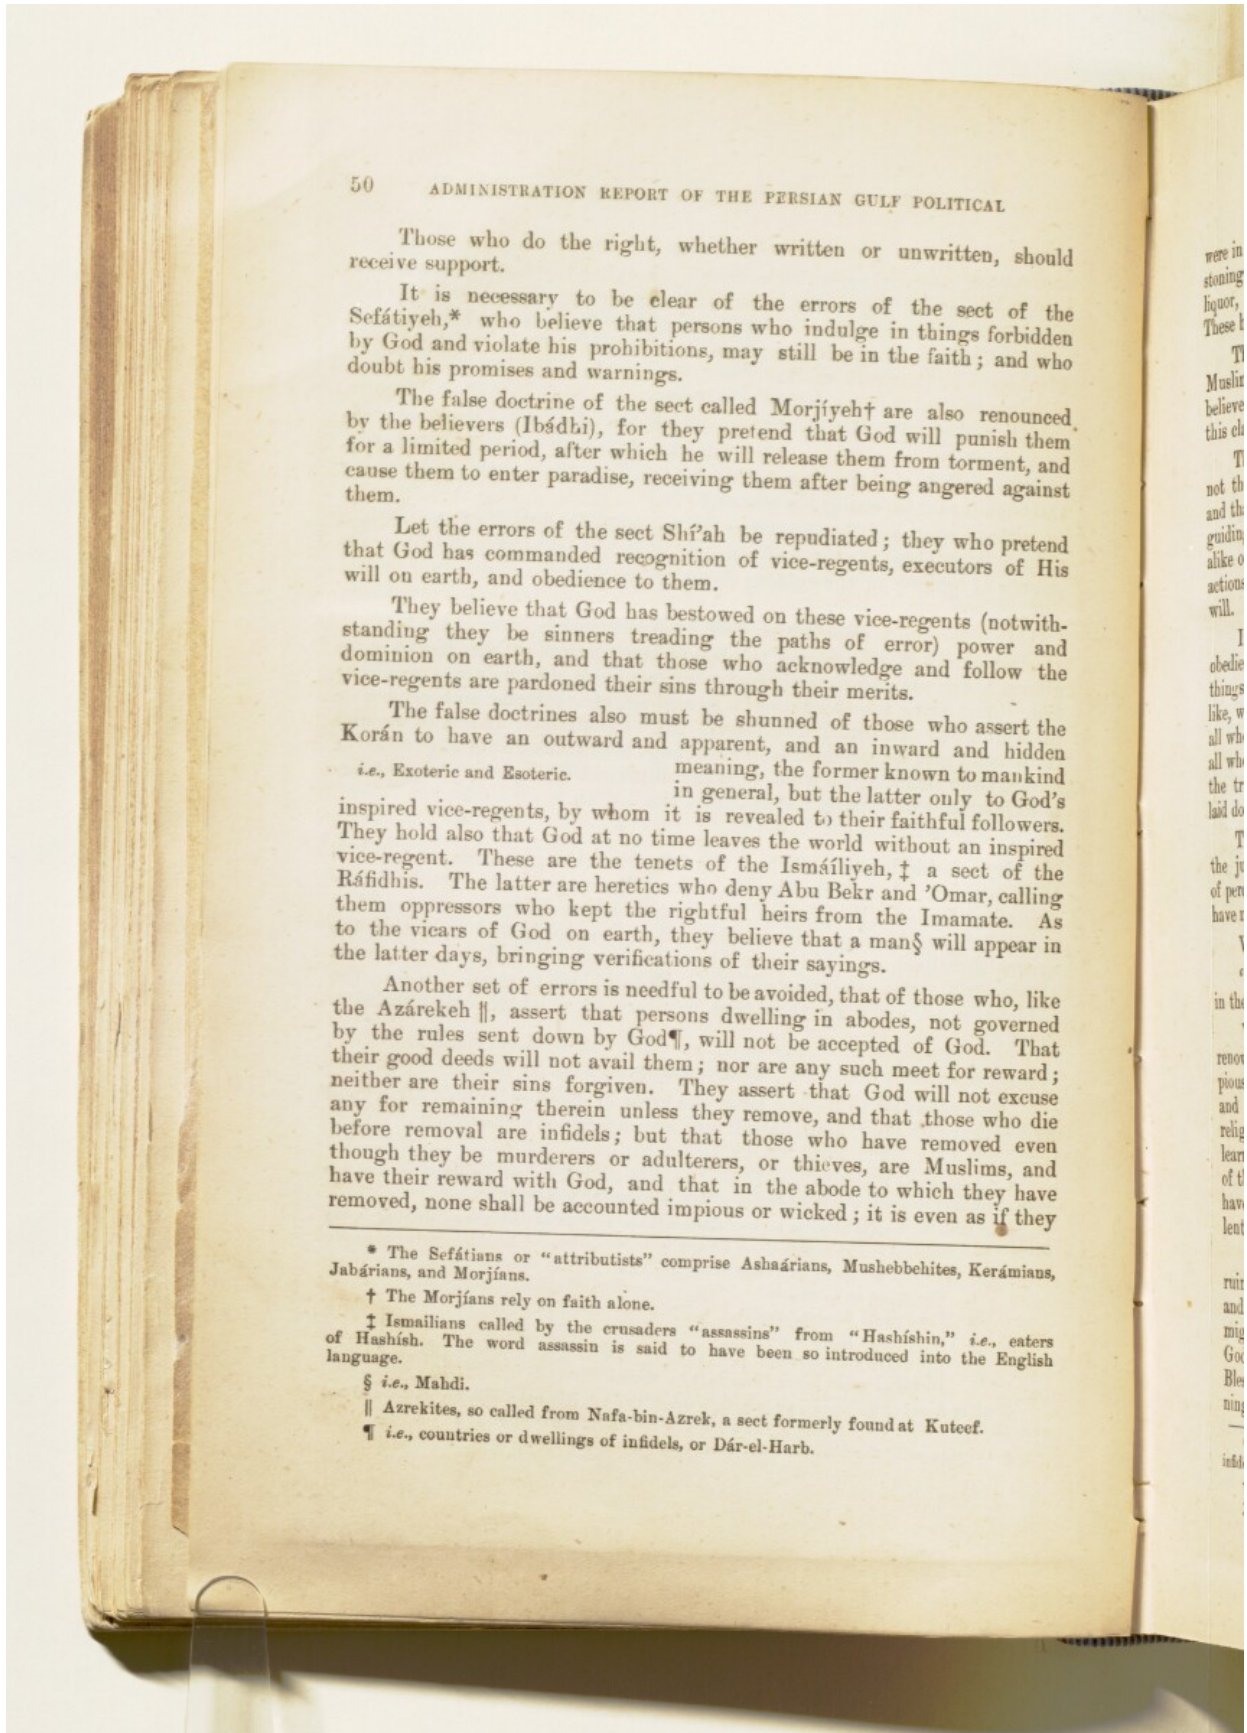 50 ADMINISTRATION REPORT OF THE PERSIAN GULF POLITICAL
Those who do the right, whether written or unwritten, should
receive support.
It is necessary to be clear of the errors of the sect of the
Sefátiyeh,* who believe that persons who indulge in things forbidden
by God and violate his prohibitions, may still be in the faith; and who
doubt his promises and warnings.
The false doctrine of the sect called Morjíyeh† are also renounced
by the believers (Ibádhi), for they pretend that God will punish them
for a limited period, after which he will release them from torment, and
cause them to enter paradise, receiving them after being angered against
them.
Let the errors of the sect Shí’ah be repudiated; they who pretend
that God has commanded recognition of vice-regents, executors of His
will on earth, and obedience to them.
They believe that God has bestowed on these vice-regents (notwith-
standing they be sinners treading the paths of error) power and
dominion on earth, and that those who acknowledge and follow the
vice-regents are pardoned their sins through their merits.
The false doctrines also must be shunned of those who assert the
Korán to have an outward and apparent, and an inward and hidden
i.e., Exoteric and Esoteric. meaning, the former known to mankind
in general, but the latter only to God’s
inspired vice-regents, by whom it is revealed to their faithful followers.
They hold also that God at no time leaves the world without an inspired
vice-regent. These are the tenets of the Ismáíliyeh, ‡ a sect of the
Ráfidhis. The latter are heretics who deny Abu Bekr and ’Omar, calling
them oppressors who kept the rightful heirs from the Imamate. As
to the vicars of God on earth, they believe that a man§ will appear in
the latter days, bringing verifications of their sayings.
Another set of errors is needful to be avoided, that of those who, like
the Azárekeh ||, assert that persons dwelling in abodes, not governed
by the rules sent down by God¶, will not be accepted of God. That
their good deeds will not avail them; nor are any such meet for reward;
neither are their sins forgiven. They assert that God will not excuse
any for remaining therein unless they remove, and that those who die
before removal are infidels; but that those who have removed even
though they be murderers or adulterers, or thieves, are Muslims, and
have their reward with God, and that in the abode to which they have
removed, none shall be accounted impious or wicked; it is even as if they
* The Sefátians or “attributists” comprise Ashaárians, Mushebbehites, Kerámians,
Jabárians, and Morjíans.
† The Morjíans rely on faith alone.
‡ Ismailians called by the crusaders “assassins” from “Hashíshin,” i.e., eaters
of Hashísh. The word assassin is said to have been so introduced into the English
language.
§ i.e., Mahdi.
|| Azrekites, so called from Nafa-bin-Azrek, a sect formerly found at Kuteef.
¶ i.e., countries or dwellings of infidels, or Dár-el-Harb.